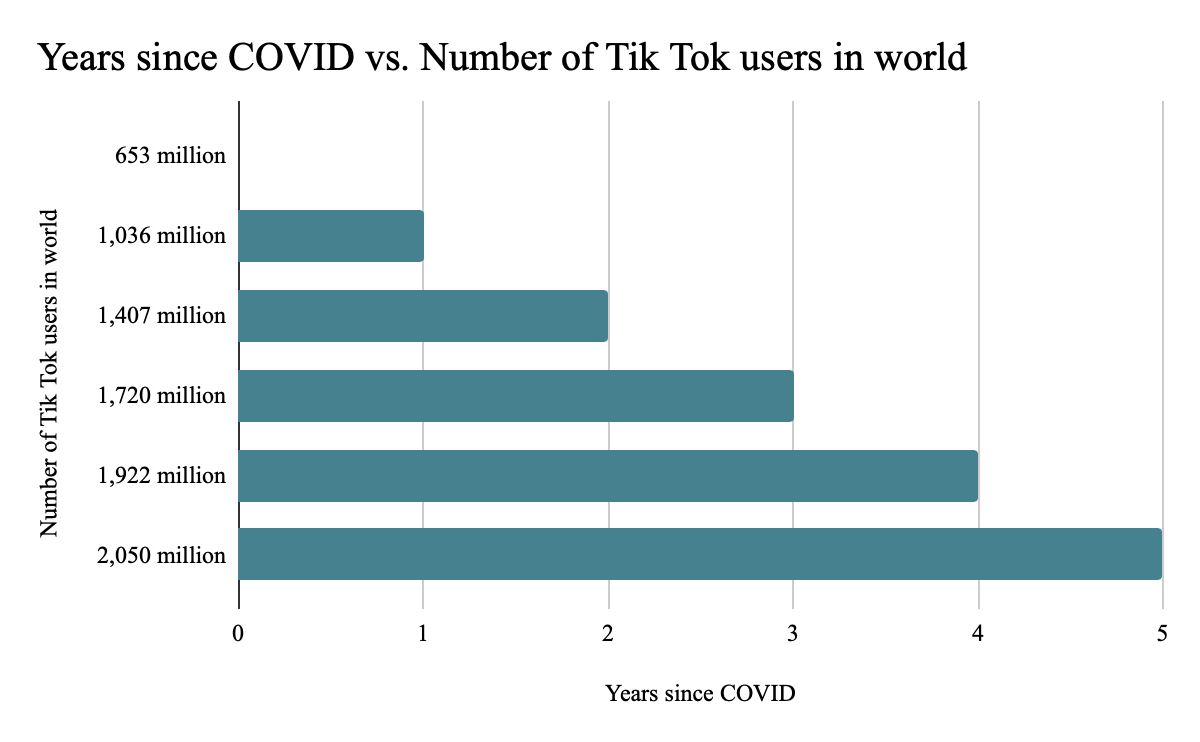 Years since COVID vs. Number of Tik Tok users in world
Number of Tik Tok users in world
653 million
1,036 million
1,407 million
1,720 million
1,922 million
2,050 million
0 1 2 3 4 5
Years since COVID